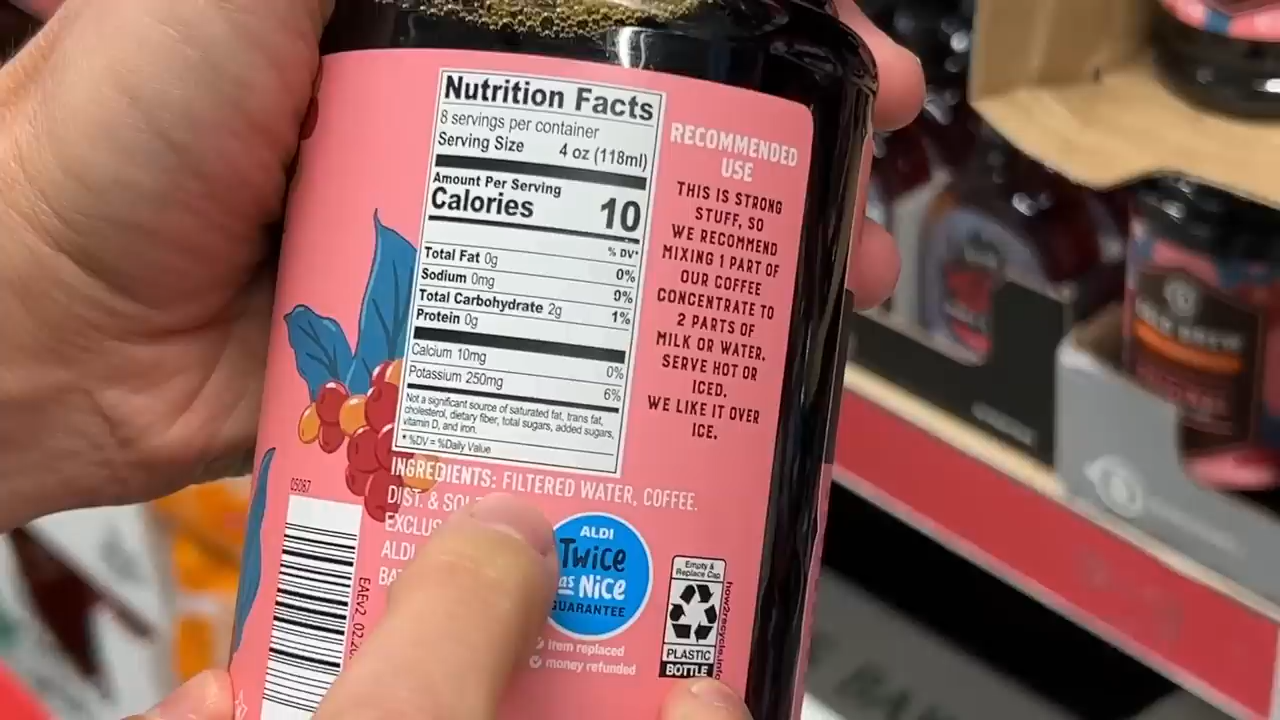 Nutrition Facts
8 servings per container
Serving Size 4 oz (118ml)
Amount Per Serving
Calories 10
% DV*
Total Fat 0g 0%
Sodium 0mg 0%
Total Carbohydrate 2g 1%
Protein 0g
Calcium 10mg 0%
Potassium 250mg 6%
Not a significant source of saturated fat, trans fat,
cholesterol, dietary fiber, total sugars, added sugars,
vitamin D, and iron.
* %DV = %Daily Value
RECOMMENDED
USE
THIS IS STRONG
STUFF, SO
WE RECOMMEND
MIXING 1 PART OF
OUR COFFEE
CONCENTRATE TO
2 PARTS OF
MILK OR WATER.
SERVE HOT OR
ICED.
WE LIKE IT OVER
ICE.
INGREDIENTS: FILTERED WATER, COFFEE.
DIST. &
ALDI
05087
ALDI
Twice
as Nice
GUARANTEE
item replaced
money refunded
Empty &
Replace Cap
PLASTIC
BOTTLE
how2recycle.info